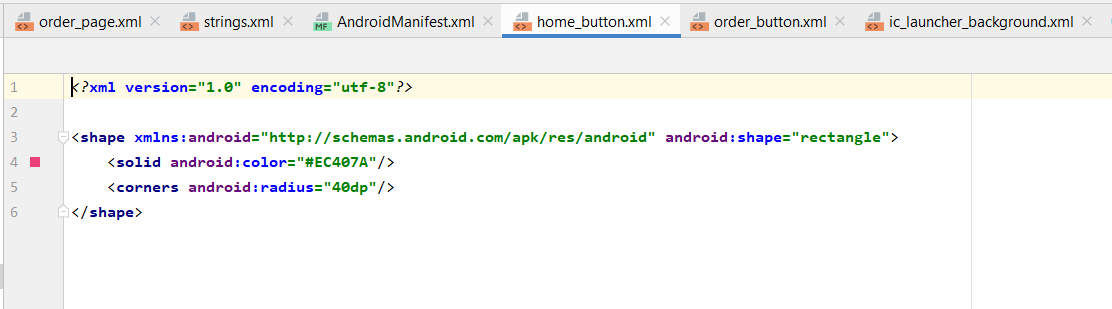 order_page.xml strings.xml AndroidManifest.xml home_button.xml order_button.xml ic_launcher_background.xml
1 <?xml version="1.0" encoding="utf-8"?>
2
3 <shape xmlns:android="http://schemas.android.com/apk/res/android" android:shape="rectangle">
4 <solid android:color="#EC407A"/>
5 <corners android:radius="40dp"/>
6 </shape>